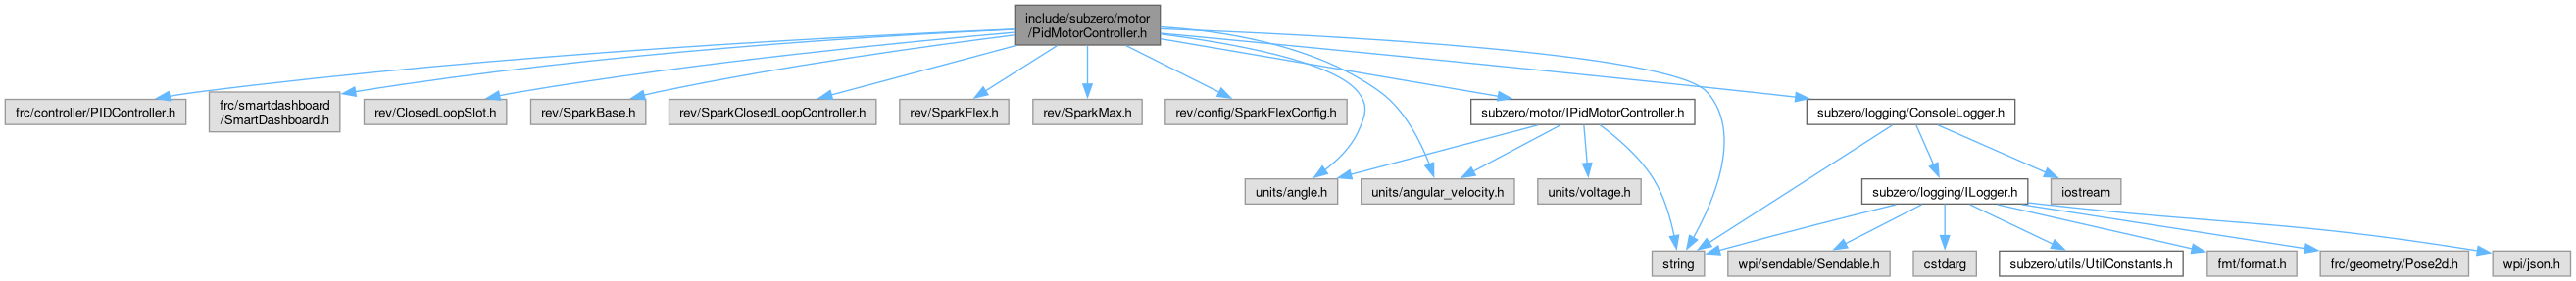 include/subzero/motor
/PidMotorController.h
frc/controller/PIDController.h
frc/smartdashboard
/SmartDashboard.h
rev/ClosedLoopSlot.h
rev/SparkBase.h
rev/SparkClosedLoopController.h
rev/SparkFlex.h
rev/SparkMax.h
rev/config/SparkFlexConfig.h
subzero/motor/IPidMotorController.h
subzero/logging/ConsoleLogger.h
units/angle.h
units/angular_velocity.h
units/voltage.h
subzero/logging/ILogger.h
iostream
string
wpi/sendable/Sendable.h
cstdarg
subzero/utils/UtilConstants.h
fmt/format.h
frc/geometry/Pose2d.h
wpi/json.h